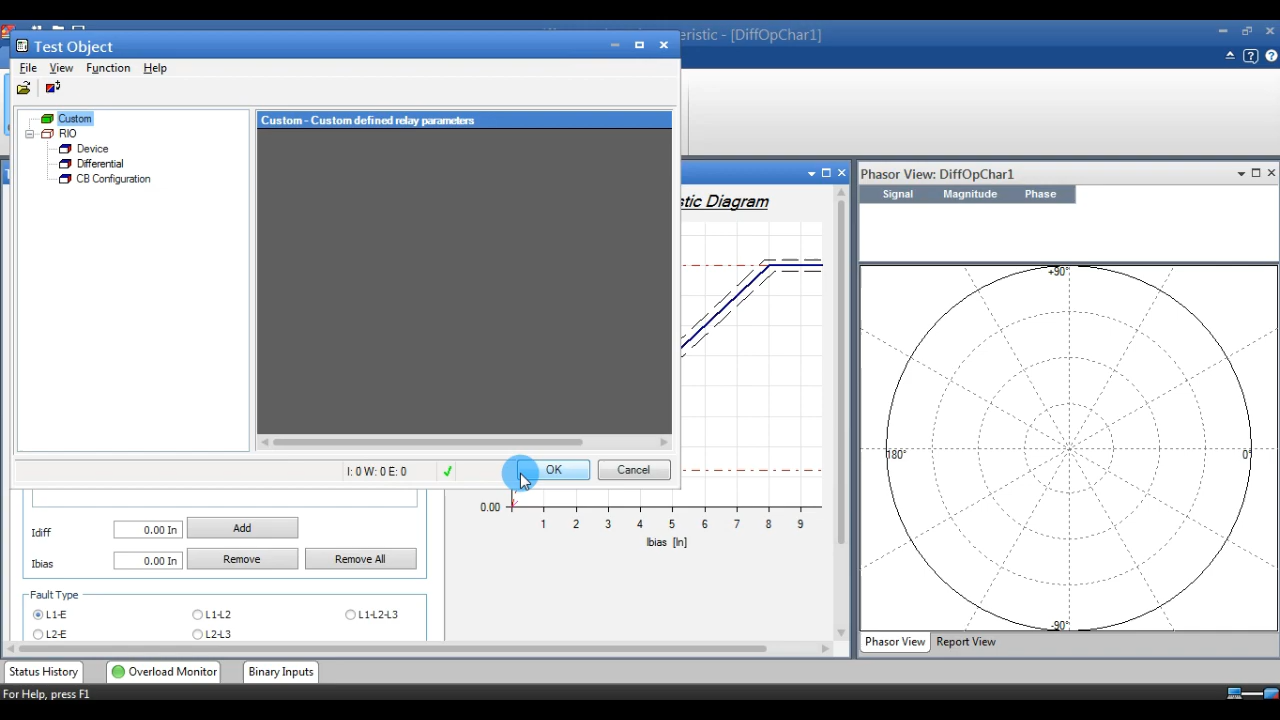 Test Object
eristic - [DiffOpChar1]
File View Function Help
Custom
RIO
Device
Differential
CB Configuration
Custom - Custom defined relay parameters
I: 0 W: 0 E: 0
OK
Cancel
stic Diagram
0.00
1 2 3 4 5 6 7 8 9
Ibias [In]
Idiff 0.00 In Add
Ibias 0.00 In Remove Remove All
Fault Type
L1-E L1-L2 L1-L2-L3
L2-E L2-L3
Phasor View: DiffOpChar1
Signal Magnitude Phase
+90°
180°
0°
-90°
Phasor View Report View
Status History Overload Monitor Binary Inputs
For Help, press F1